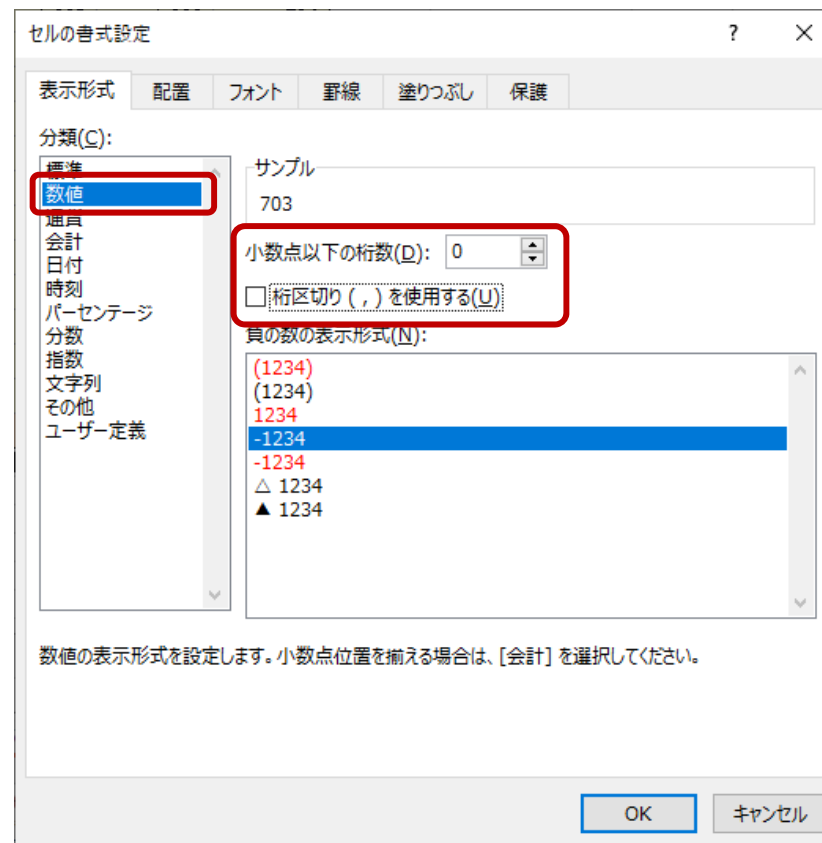 セルの書式設定
?
表示形式 配置 フォント 罫線 塗りつぶし 保護
分類(C):
標準
数値
通貨
会計
日付
時刻
パーセンテージ
分数
指数
文字列
その他
ユーザー定義
サンプル
703
小数点以下の桁数(D): 0
桁区切り ( , ) を使用する(U)
負の数の表示形式(N):
(1234)
(1234)
1234
-1234
-1234
△ 1234
▲ 1234
数値の表示形式を設定します。小数点位置を揃える場合は、[会計] を選択してください。
OK キャンセル